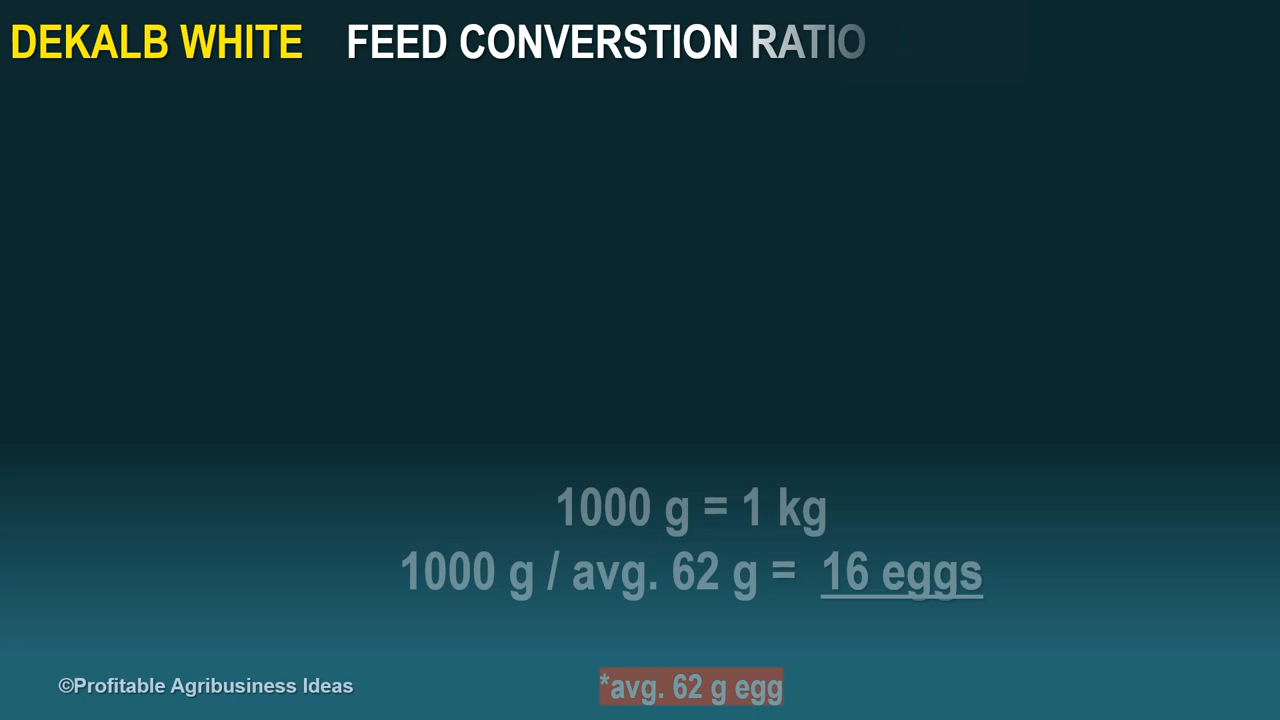 DEKALB WHITE FEED CONVERSTION RATIO
1000 g = 1 kg
1000 g / avg. 62 g = 16 eggs
©Profitable Agribusiness Ideas
*avg. 62 g egg